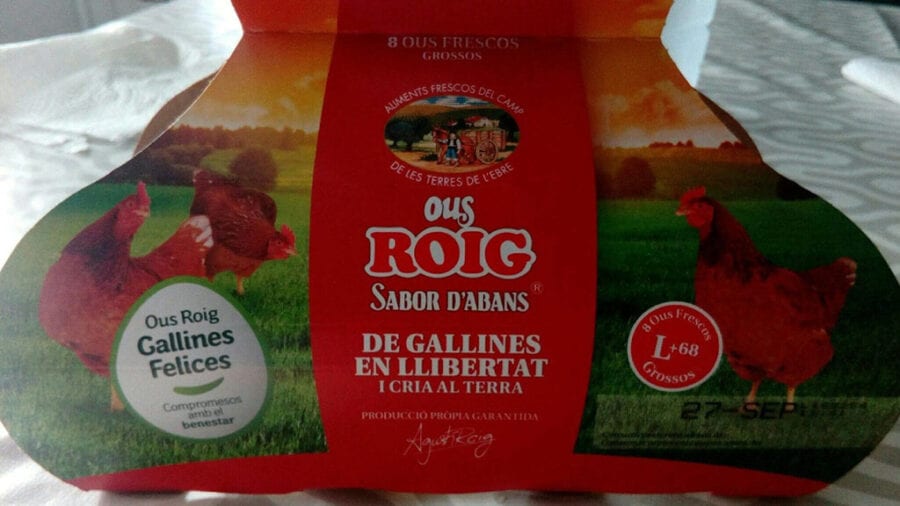 8 OUS FRESCOS
GROSSOS
ALIMENTS FRESCOS DEL CAMP
DE LES TERRES DE L'EBRE
ous
ROIG
SABOR D'ABANS ®
DE GALLINES
EN LLIBERTAT
I CRIA AL TERRA
PRODUCCIÓ PRÒPIA GARANTIDA
Agustí Roig
Ous Roig
Gallines
Felices
Compromesos
amb el
benestar
8 Ous Frescos
L+68
Grossos
27-SEP